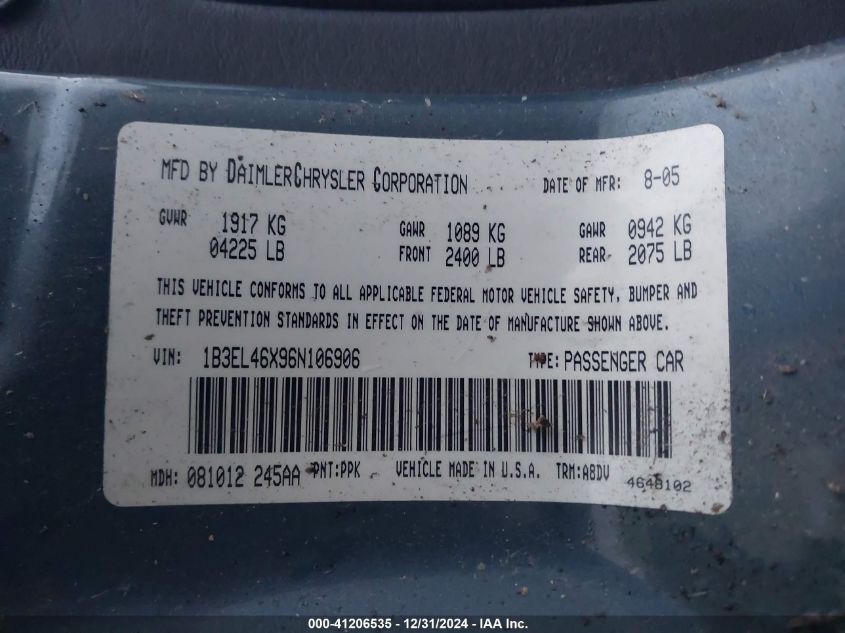 MFD BY DAIMLERCHRYSLER CORPORATION DATE OF MFR: 8-05
GVWR 1917 KG GAWR 1089 KG GAWR 0942 KG
04225 LB FRONT 2400 LB REAR 2075 LB
THIS VEHICLE CONFORMS TO ALL APPLICABLE FEDERAL MOTOR VEHICLE SAFETY, BUMPER AND
THEFT PREVENTION STANDARDS IN EFFECT ON THE DATE OF MANUFACTURE SHOWN ABOVE.
VIN: 1B3EL46X96N106906 TYPE: PASSENGER CAR
MDH: 081012 245AA PNT:PPK VEHICLE MADE IN U.S.A. TRM:A8DV 4648102
000-41206535 - 12/31/2024 - IAA Inc.